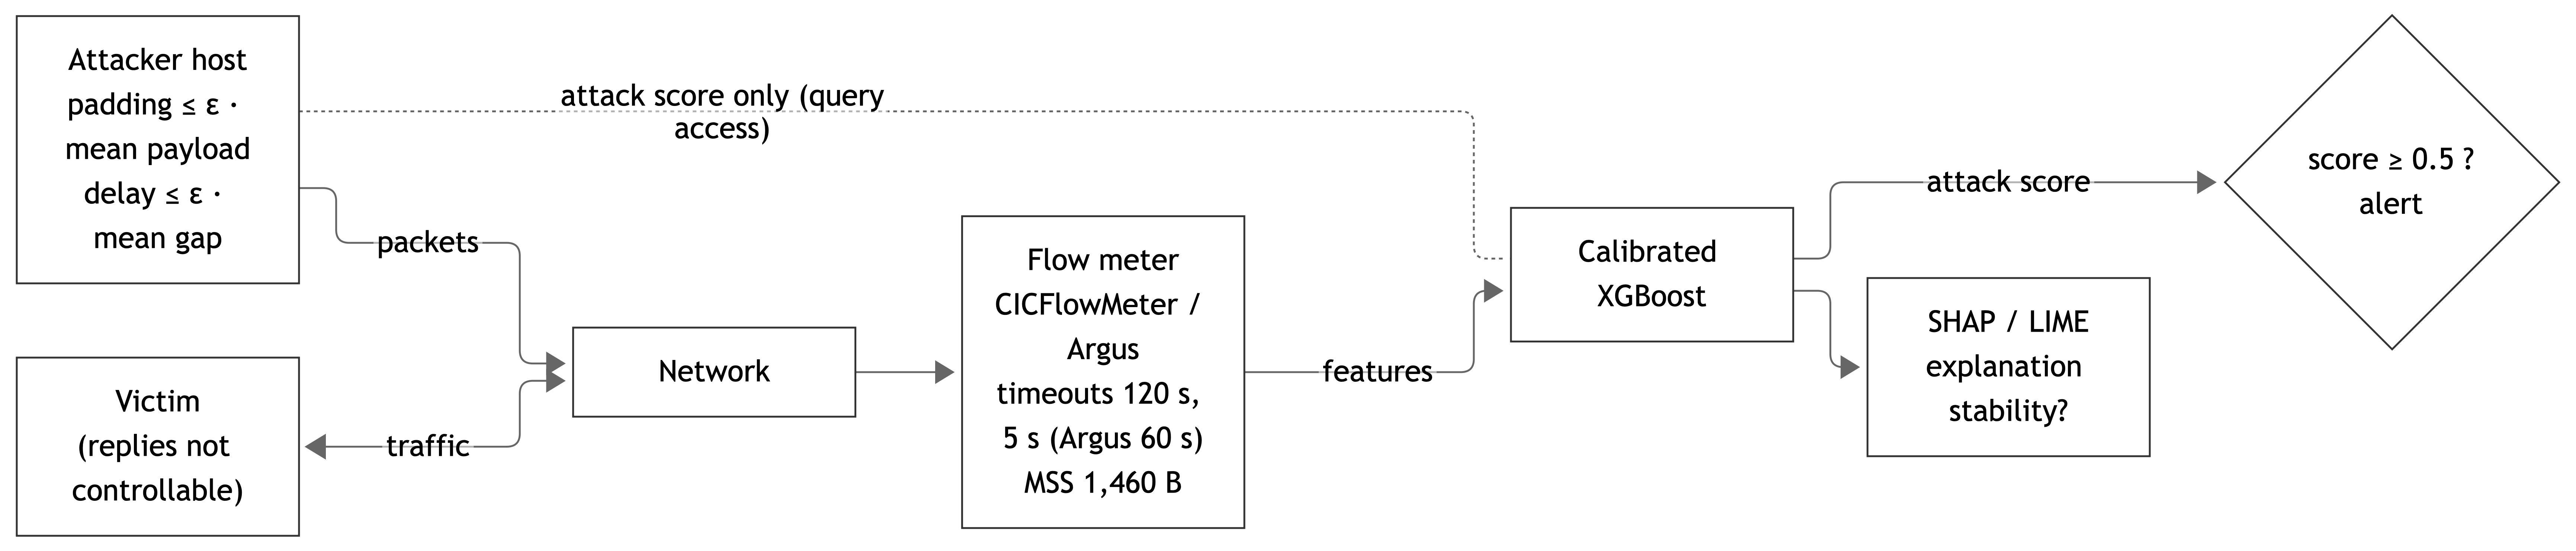 Attacker host
padding ≤ ε ·
mean payload
delay ≤ ε ·
mean gap
attack score only (query
access)
packets
Victim
(replies not
controllable)
traffic
Network
Flow meter
CICFlowMeter /
Argus
timeouts 120 s,
5 s (Argus 60 s)
MSS 1,460 B
features
Calibrated
XGBoost
attack score
score ≥ 0.5 ?
alert
SHAP / LIME
explanation
stability?